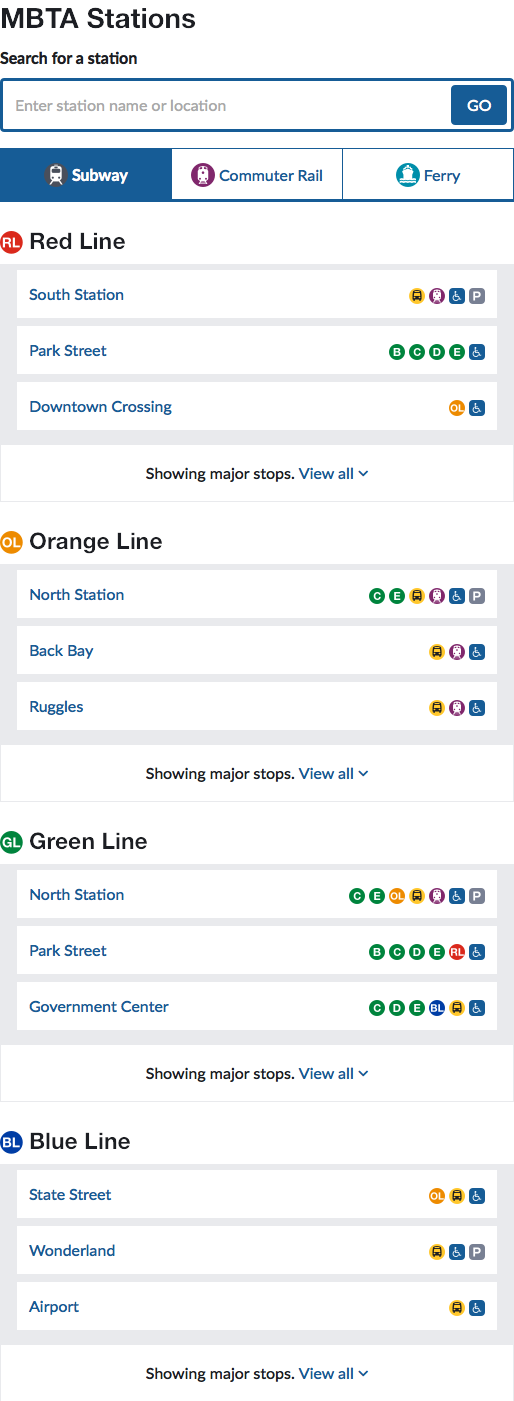 MBTA Stations
Search for a station
Enter station name or location GO
Subway Commuter Rail Ferry
RL Red Line
South Station P
Park Street B C D E
Downtown Crossing OL
Showing major stops. View all
OL Orange Line
North Station C E P
Back Bay
Ruggles
Showing major stops. View all
GL Green Line
North Station C E OL P
Park Street B C D E RL
Government Center C D E BL
Showing major stops. View all
BL Blue Line
State Street OL
Wonderland P
Airport
Showing major stops. View all